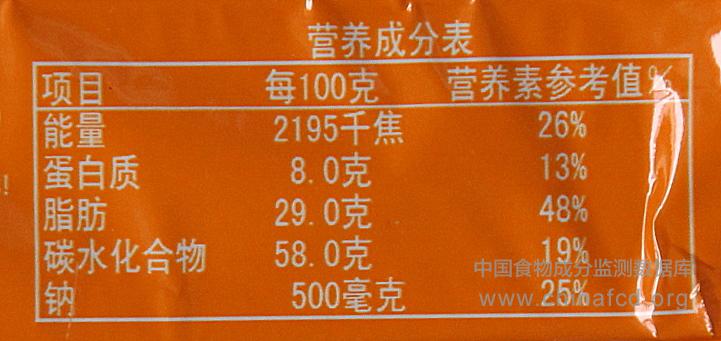 营养成分表
项目 每100克 营养素参考值%
能量 2195千焦 26%
蛋白质 8.0克 13%
脂肪 29.0克 48%
碳水化合物 58.0克 19%
钠 500毫克 25%
中国食物成分监测数据库
www.chinafcd.org